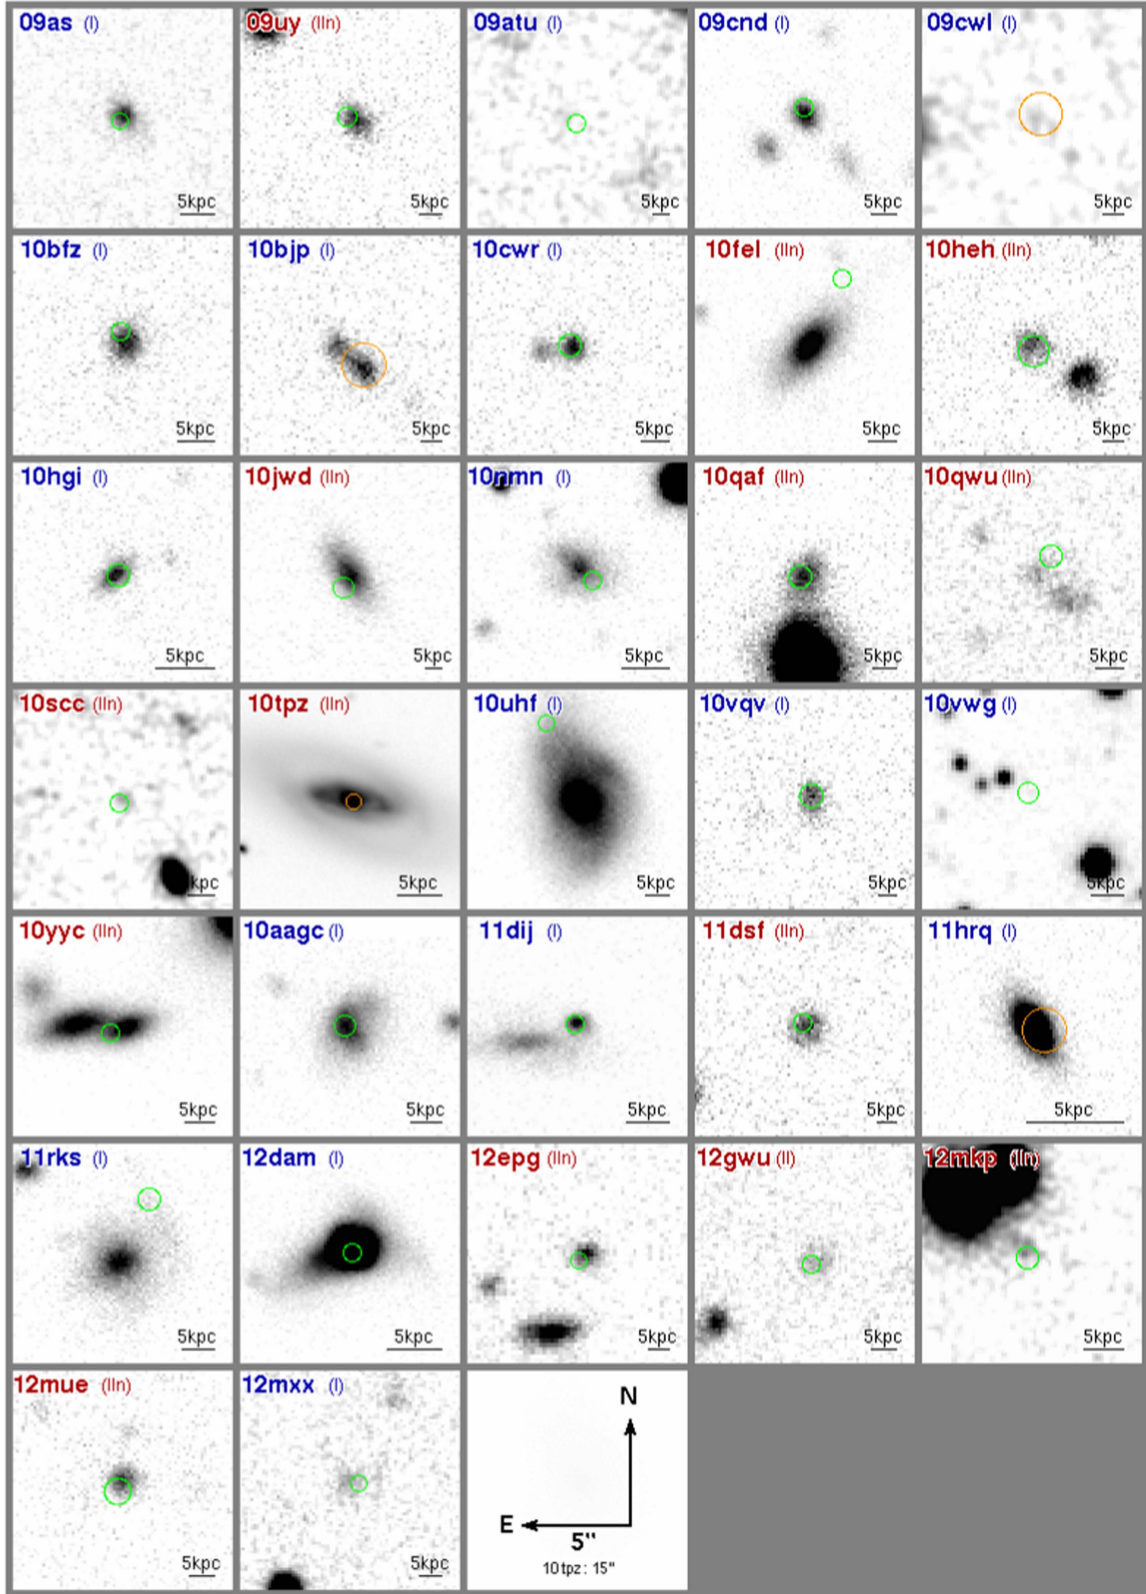 09as (I) 09uy (IIn) 09atu (I) 09cnd (I) 09cwl (I)
5kpc 5kpc 5kpc 5kpc 5kpc
10bfz (I) 10bjp (I) 10cwr (I) 10fel (IIn) 10heh (IIn)
5kpc 5kpc 5kpc 5kpc 5kpc
10hgi (I) 10jwd (IIn) 10nmn (I) 10qaf (IIn) 10qwu (IIn)
5kpc 5kpc 5kpc 5kpc 5kpc
10scc (IIn) 10tpz (IIn) 10uhf (I) 10vqv (I) 10vwg (I)
kpc 5kpc 5kpc 5kpc 5kpc
10yyc (IIn) 10aagc (I) 11dij (I) 11dsf (IIn) 11hrq (I)
5kpc 5kpc 5kpc 5kpc 5kpc
11rks (I) 12dam (I) 12epg (IIn) 12gwu (II) 12mkp (IIn)
5kpc 5kpc 5kpc 5kpc 5kpc
12mue (IIn) 12mxx (I) N
E
5"
10tpz: 15"
5kpc 5kpc